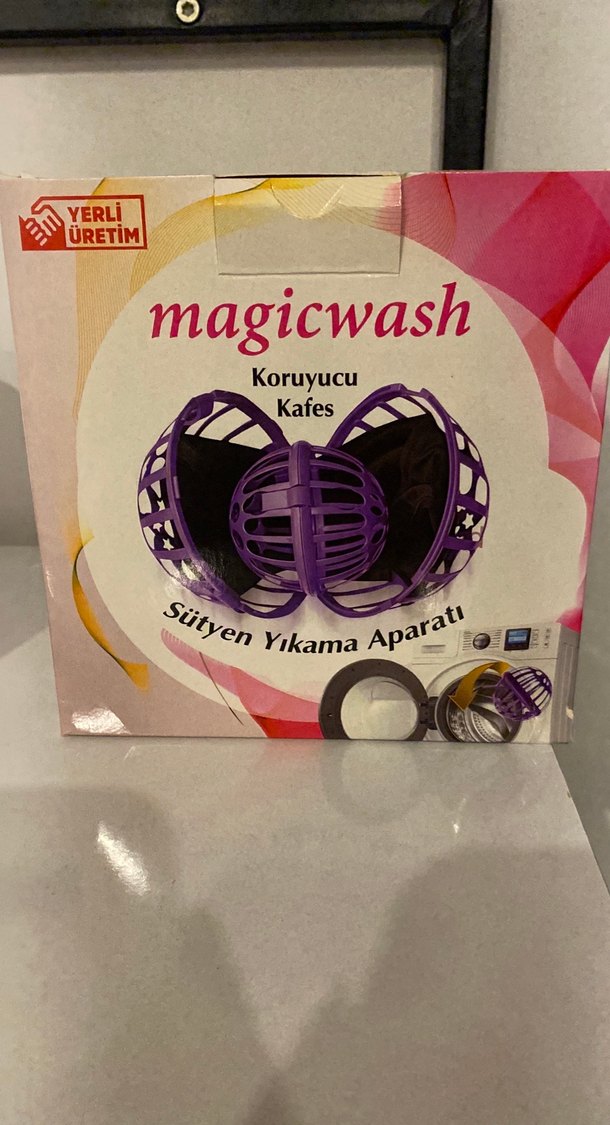 YERLİ
ÜRETİM
magicwash
Koruyucu
Kafes
Sütyen Yıkama Aparatı